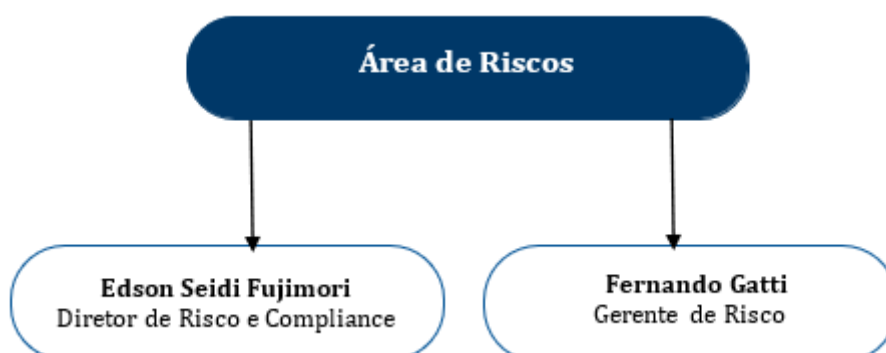 Área de Riscos
Edson Seidi Fujimori
Diretor de Risco e Compliance
Fernando Gatti
Gerente de Risco